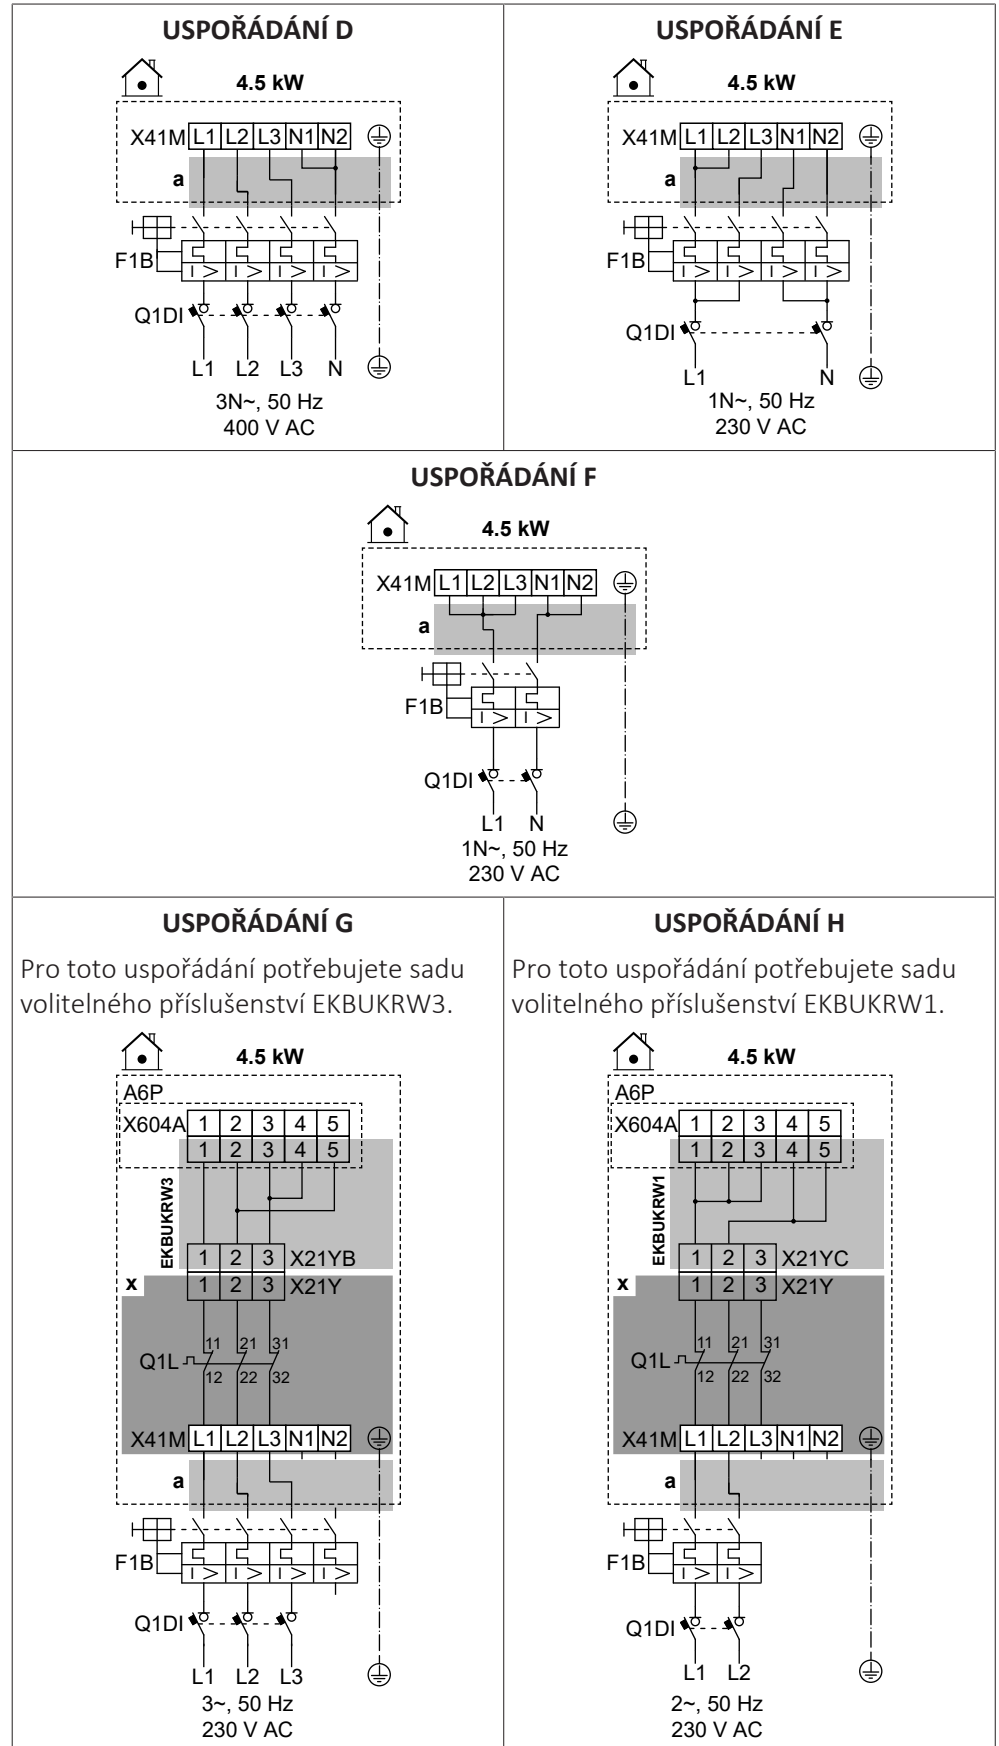 USPOŘÁDÁNÍ D
4.5 kW
X41M L1 L2 L3 N1 N2
a
F1B
I > I > I > I >
Q1DI
L1 L2 L3 N
3N~, 50 Hz
400 V AC
USPOŘÁDÁNÍ E
4.5 kW
X41M L1 L2 L3 N1 N2
a
F1B
I > I > I > I >
Q1DI
L1 N
1N~, 50 Hz
230 V AC
USPOŘÁDÁNÍ F
4.5 kW
X41M L1 L2 L3 N1 N2
a
F1B
I > I >
Q1DI
L1 N
1N~, 50 Hz
230 V AC
USPOŘÁDÁNÍ G
Pro toto uspořádání potřebujete sadu
volitelného příslušenství EKBUKRW3.
4.5 kW
A6P
X604A 1 2 3 4 5
1 2 3 4 5
EKBUKRW3
1 2 3 X21YB
x 1 2 3 X21Y
11 21 31
Q1L
12 22 32
X41M L1 L2 L3 N1 N2
a
F1B
I > I > I > I >
Q1DI
L1 L2 L3
3~, 50 Hz
230 V AC
USPOŘÁDÁNÍ H
Pro toto uspořádání potřebujete sadu
volitelného příslušenství EKBUKRW1.
4.5 kW
A6P
X604A 1 2 3 4 5
1 2 3 4 5
EKBUKRW1
1 2 3 X21YC
x 1 2 3 X21Y
11 21 31
Q1L
12 22 32
X41M L1 L2 L3 N1 N2
a
F1B
I > I >
Q1DI
L1 L2
2~, 50 Hz
230 V AC